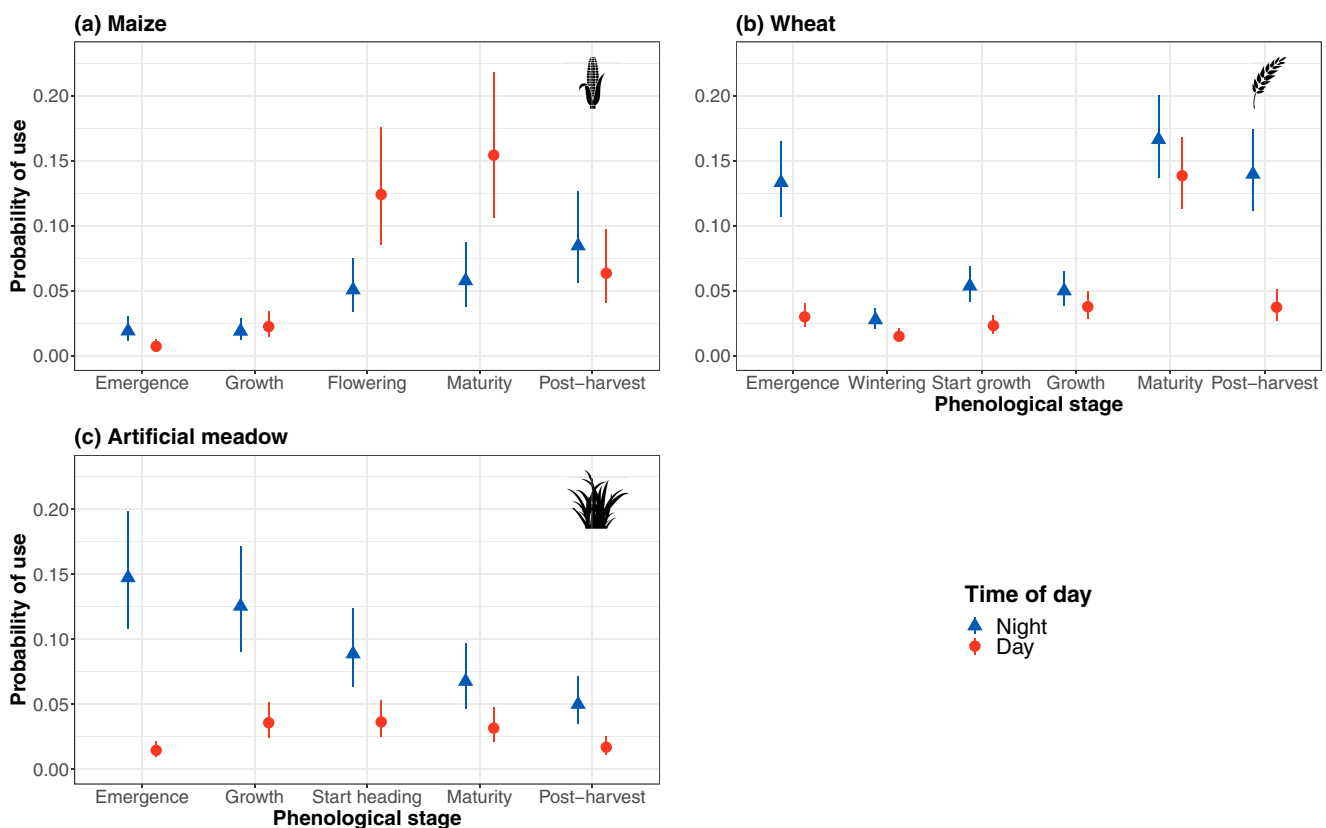 (a) Maize
Probability of use
0.20
0.15
0.10
0.05
0.00
Emergence Growth Flowering Maturity Post−harvest
(b) Wheat
Probability of use
0.20
0.15
0.10
0.05
0.00
Emergence Wintering Start growth Growth Maturity Post−harvest
Phenological stage
(c) Artificial meadow
Probability of use
0.20
0.15
0.10
0.05
0.00
Emergence Growth Start heading Maturity Post−harvest
Phenological stage
Time of day
Night
Day